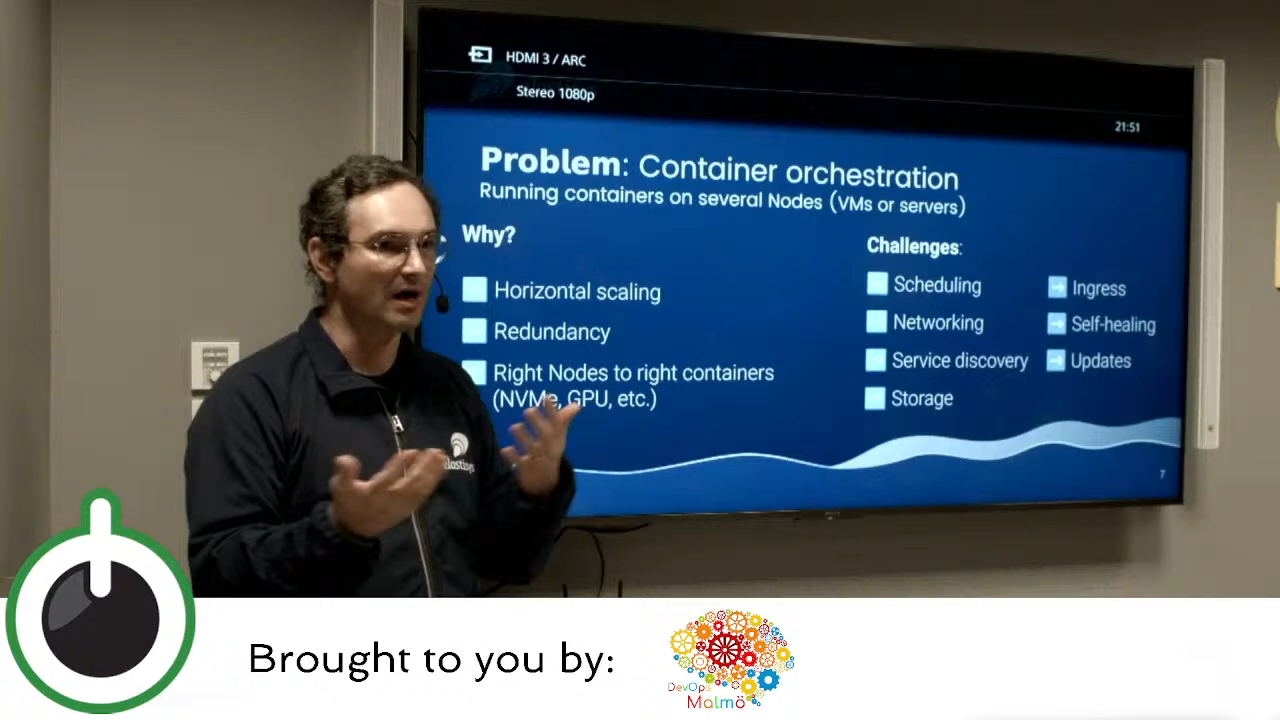 HDMI 3 / ARC
Stereo 1080p
21:51
Problem: Container orchestration
Running containers on several Nodes (VMs or servers)
Why?
Horizontal scaling
Redundancy
Right Nodes to right containers
(NVMe, GPU, etc.)
Challenges:
Scheduling
Networking
Service discovery
Storage
Ingress
Self-healing
Updates
7
Brought to you by:
DevOps
Malmö